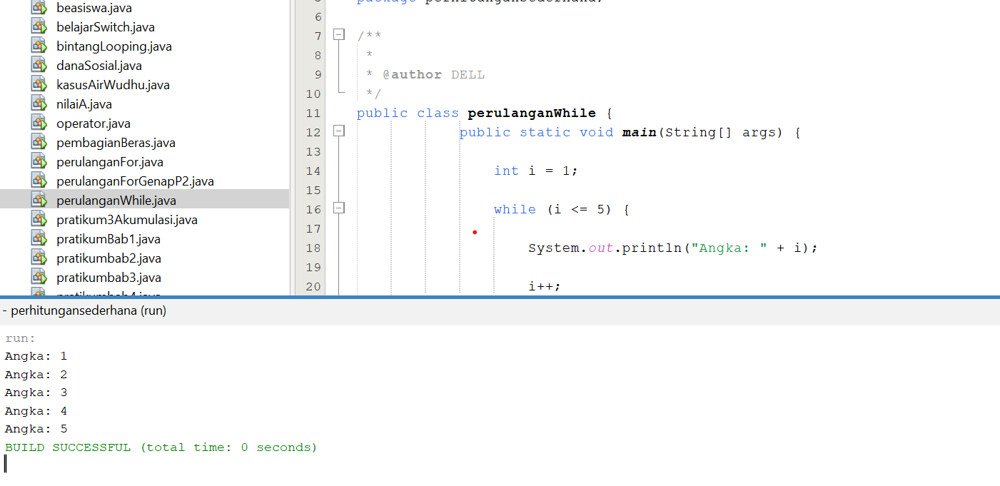 beasiswa.java
belajarSwitch.java
bintangLooping.java
danaSosial.java
kasusAirWudhu.java
nilaiA.java
operator.java
pembagianBeras.java
perulanganFor.java
perulanganForGenapP2.java
perulanganWhile.java
pratikum3Akumulasi.java
pratikumBab1.java
pratikumbab2.java
pratikumbab3.java
6
7 /**
8 *
9 * @author DELL
10 */
11 public class perulanganWhile {
12 public static void main(String[] args) {
13
14 int i = 1;
15
16 while (i <= 5) {
17
18 System.out.println("Angka: " + i);
19
20 i++;
- perhitungansederhana (run)
run:
Angka: 1
Angka: 2
Angka: 3
Angka: 4
Angka: 5
BUILD SUCCESSFUL (total time: 0 seconds)